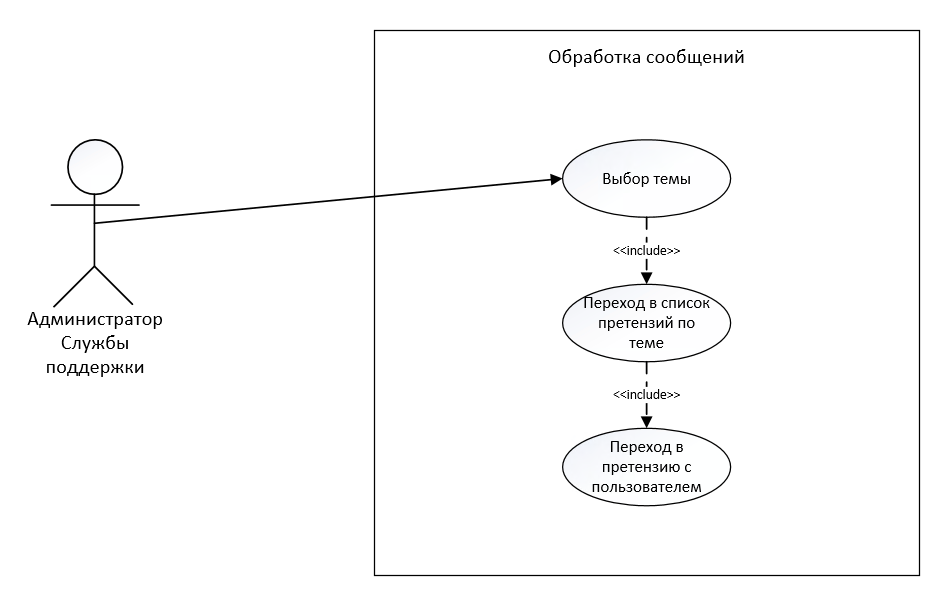 Обработка сообщений
Выбор темы
<<include>>
Переход в список
претензий по
теме
<<include>>
Переход в
претензию с
пользователем
Администратор
Службы
поддержки